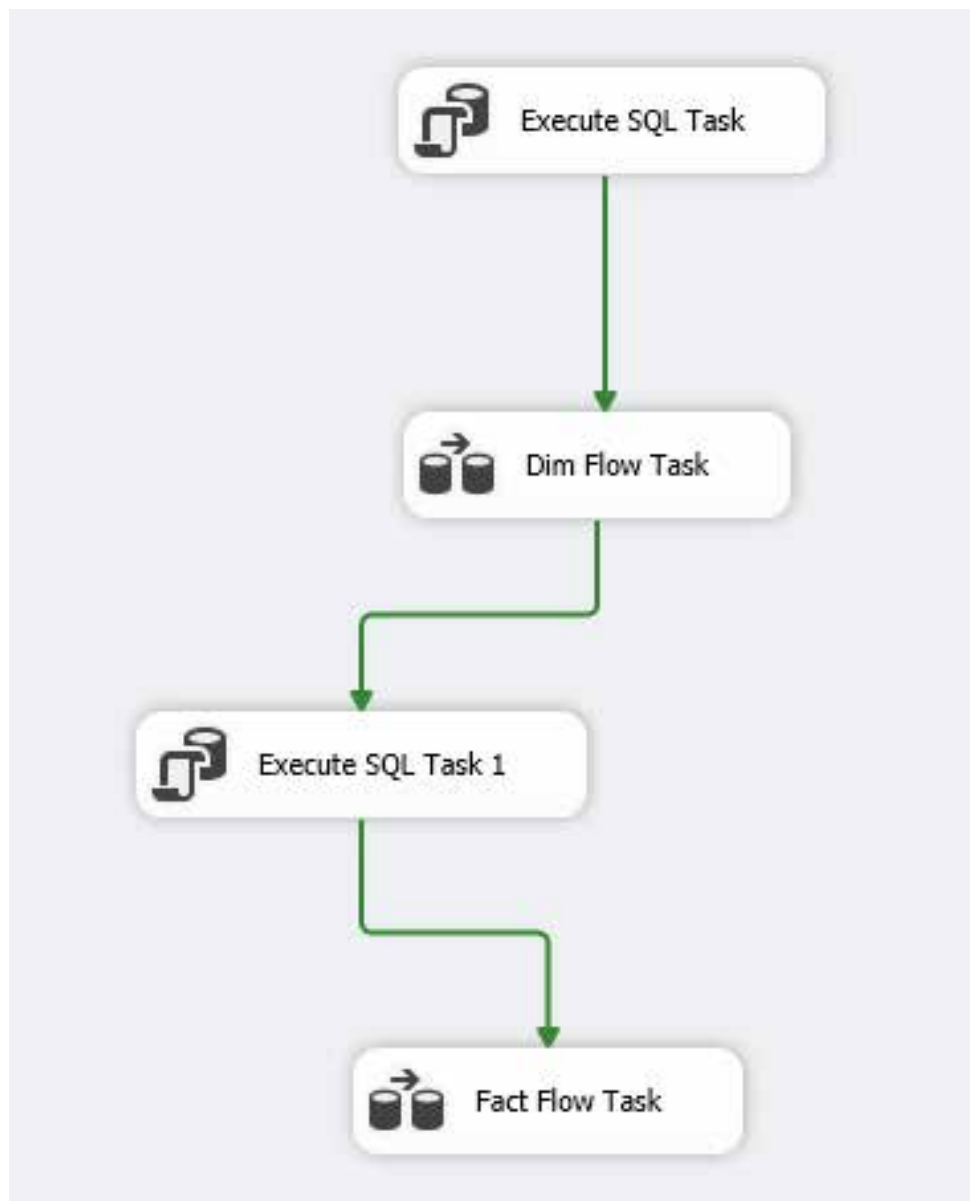 Execute SQL Task
Dim Flow Task
Execute SQL Task 1
Fact Flow Task